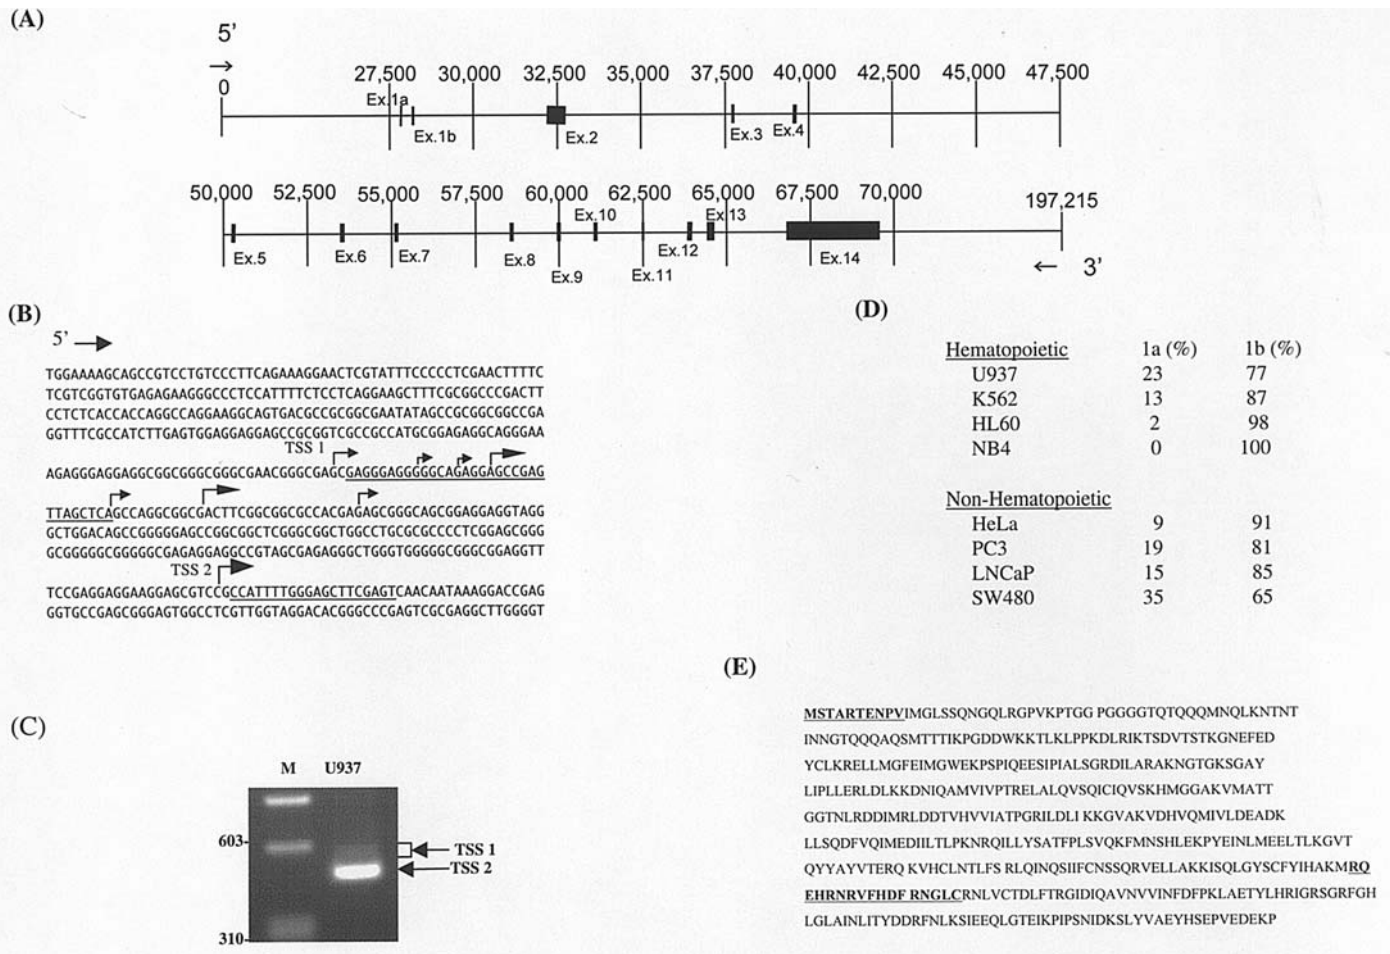 (A)
5’
0
27,500 30,000 32,500 35,000 37,500 40,000 42,500 45,000 47,500
Ex.1a
Ex.1b Ex.2 Ex.3 Ex.4
50,000 52,500 55,000 57,500 60,000 62,500 65,000 67,500 70,000 197,215
Ex.10 Ex.13
Ex.5 Ex.6 Ex.7 Ex.8 Ex.9 Ex.11 Ex.12 Ex.14
3’
(B)
5’
TGGAAAAGCAGCCGTCCTGTCCCTTCAGAAAGGAACTCGTATTTCCCCCTCGAACTTTTC
TCGTCGGTGTGAGAGAAGGGCCCTCCATTTTCTCCTCAGGAAGCTTTCGCGGCCCGACTT
CCTCTCACCACCAGGCCAGGAAGGCAGTGACGCCGCGGCGAATATAGCCGCGGCGGCCGA
GGTTTCGCCATCTTGAGTGGAGGAGGAGCCGCGGTCGCCGCCATGCGGAGAGGCAGGGAA
TSS 1
AGAGGGAGGAGGCGGCGGGCGGGCGAACGGGCGAGCGAGGGAGGGGGCAGAGGAGCCGAG
TTAGCTCAGCCAGGCGGCGACTTCGGCGGCGCCACGAGAGCGGGCAGCGGAGGAGGTAGG
GCTGGACAGCCGGGGGAGCCGGCGGCTCGGGCGGCTGGCCTGCGCGCCCCTCGGAGCGGG
GCGGGGGCGGGGGCGAGAGGAGGCCGTAGCGAGAGGGCTGGGTGGGGGCGGGCGGAGGTT
TSS 2
TCCGAGGAGGAAGGAGCGTCCGCCATTTTGGGAGCTTCGAGTCAACAATAAAGGACCGAG
GGTGCCGAGCGGGAGTGGCCTCGTTGGTAGGACACGGGCCCGAGTCGCGAGGCTTGGGGT
(C)
M U937
603
TSS 1
TSS 2
310
(D)
Hematopoietic 1a (%) 1b (%)
U937 23 77
K562 13 87
HL60 2 98
NB4 0 100
Non-Hematopoietic
HeLa 9 91
PC3 19 81
LNCaP 15 85
SW480 35 65
(E)
MSTARTENPVIMGLSSQNGQLRGPVKPTGG PGGGGTQTQQQMNQLKNTNT
INNGTQQQAQSMTTTIKPGDDWKKTLKLPPKDLRIKTSDVTSTKGNEFED
YCLKRELLMGFEIMGWEKPSPIQEESIPIALSGRDILARAKNGTGKSGAY
LIPLLERLDLKKDNIQAMVIVPTRELALQVSQICIQVSKHMGGAKVMATT
GGTNLRDDIMRLDDTVHVVIATPGRILDLI KKGVAKVDHVQMIVLDEADK
LLSQDFVQIMEDIILTLPKNRQILLYSATFPLSVQKFMNSHLEKPYEINLMEELTLKGVT
QYYAYVTERQ KVHCLNTLFS RLQINQSIIFCNSSQRVELLAKKISQLGYSCFYIHAKMRQ
EHRNRVFHDF RNGLCRNLVCTDLFTRGIDIQAVNVVINFDFPKLAETYLHRIGRSGRFGH
LGLAINLITYDDRFNLKSIEEQLGTEIKPIPSNIDKSLYVAEYHSEPVEDEKP